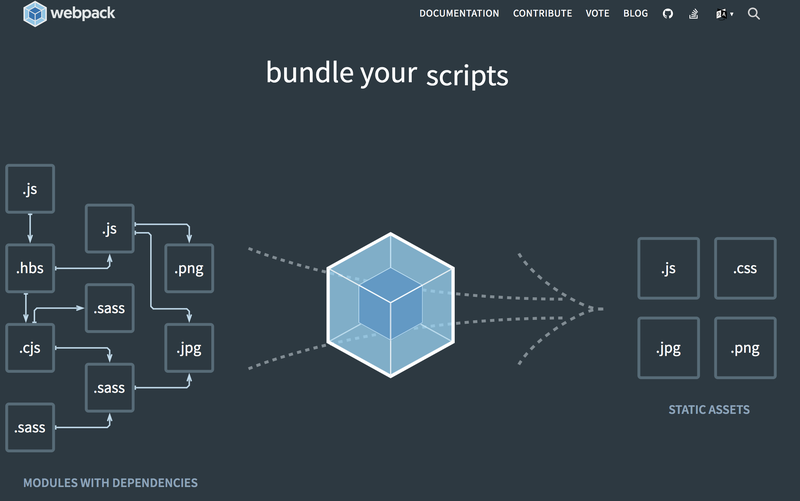 webpack
DOCUMENTATION CONTRIBUTE VOTE BLOG
bundle your scripts
.js
.js
.hbs
.png
.sass
.cjs
.jpg
.sass
.sass
MODULES WITH DEPENDENCIES
.js .css
.jpg .png
STATIC ASSETS